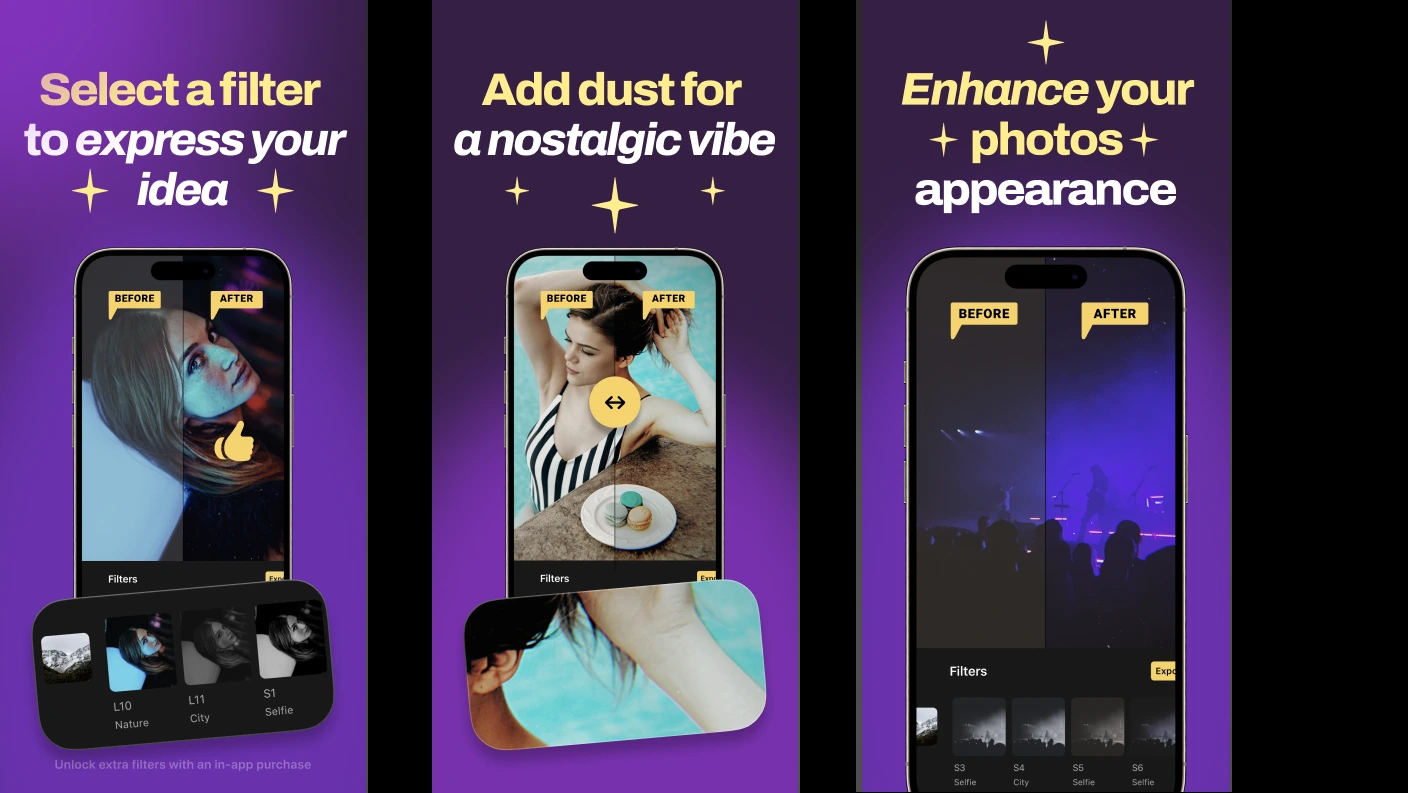 Select a filter
to express your
idea
BEFORE
AFTER
Filters
L10
Nature
L11
City
S1
Selfie
Unlock extra filters with an in-app purchase
Add dust for
a nostalgic vibe
BEFORE
AFTER
Filters
Enhance your
photos
appearance
BEFORE
AFTER
Filters
Expo
S3
Selfie
S4
City
S5
Selfie
S6
Selfie